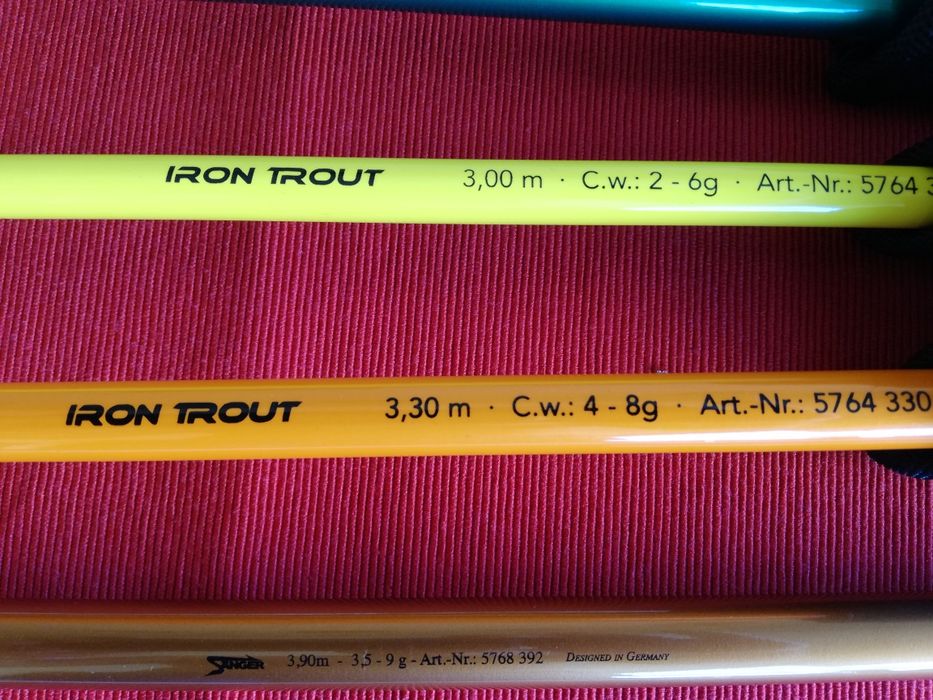 IRON TROUT 3,00 m · C.w.: 2 - 6g · Art.-Nr.: 5764
IRON TROUT 3,30 m · C.w.: 4 - 8g · Art.-Nr.: 5764 330
SÄNGER 3,90m - 3,5 - 9 g - Art.-Nr.: 5768 392 DESIGNED IN GERMANY